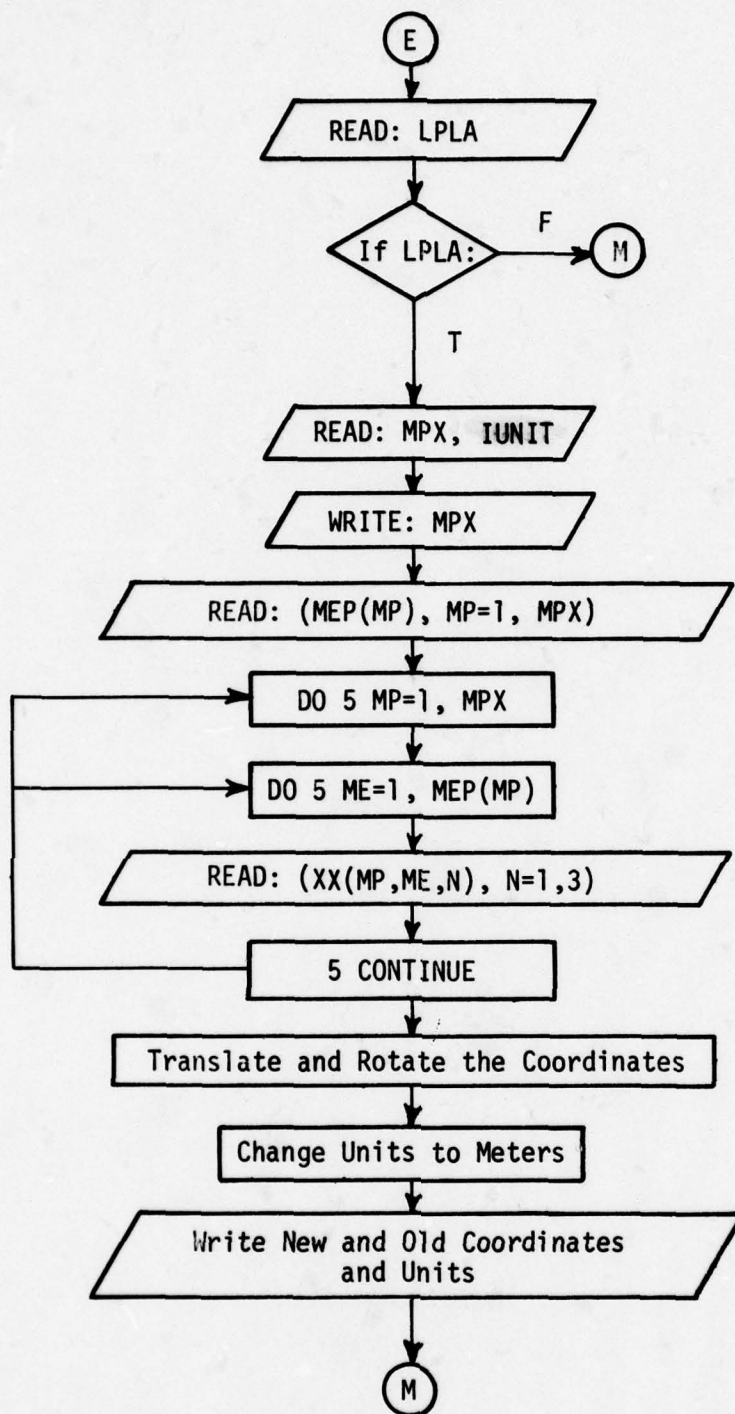 E
READ: LPLA
If LPLA:
F
M
T
READ: MPX, IUNIT
WRITE: MPX
READ: (MEP(MP), MP=1, MPX)
DO 5 MP=1, MPX
DO 5 ME=1, MEP(MP)
READ: (XX(MP,ME,N), N=1,3)
5 CONTINUE
Translate and Rotate the Coordinates
Change Units to Meters
Write New and Old Coordinates
and Units
M